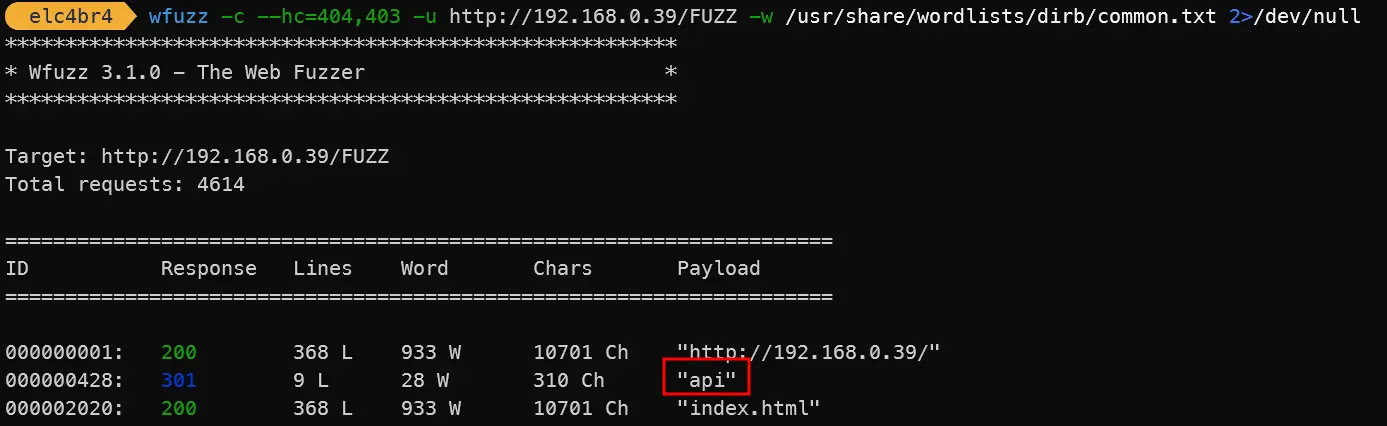 elc4br4 wfuzz -c --hc=404,403 -u http://192.168.0.39/FUZZ -w /usr/share/wordlists/dirb/common.txt 2>/dev/null
********************************************************
* Wfuzz 3.1.0 - The Web Fuzzer                         *
********************************************************
Target: http://192.168.0.39/FUZZ
Total requests: 4614
=====================================================================
ID           Response   Lines    Word       Chars       Payload
=====================================================================
000000001:   200        368 L    933 W      10701 Ch    "http://192.168.0.39/"
000000428:   301        9 L      28 W       310 Ch      "api"
000002020:   200        368 L    933 W      10701 Ch    "index.html"